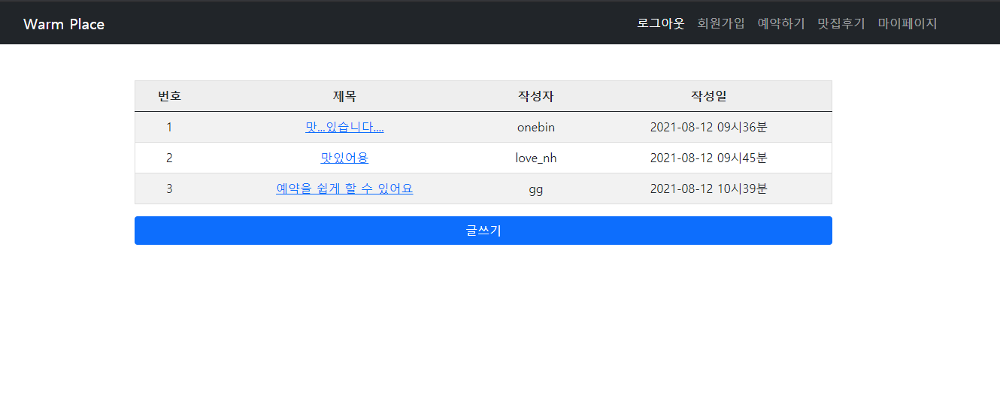 Warm Place 로그아웃 회원가입 예약하기 맛집후기 마이페이지
번호 제목 작성자 작성일
1 맛...있습니다.... onebin 2021-08-12 09시36분
2 맛있어용 love_nh 2021-08-12 09시45분
3 예약을 쉽게 할 수 있어요 gg 2021-08-12 10시39분
글쓰기